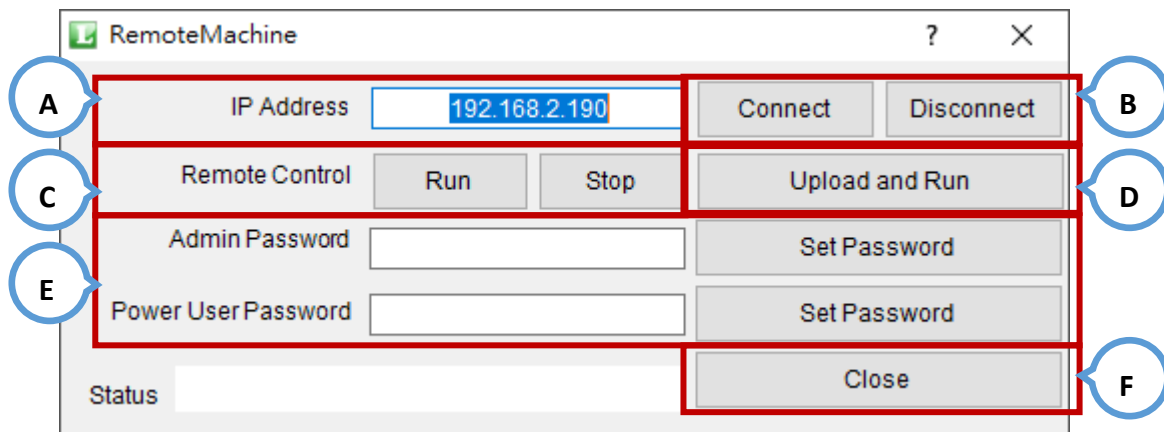 RemoteMachine ? X
A IP Address 192.168.2.190 Connect Disconnect B
C Remote Control Run Stop Upload and Run D
Admin Password Set Password
E
Power User Password Set Password
Close F
Status